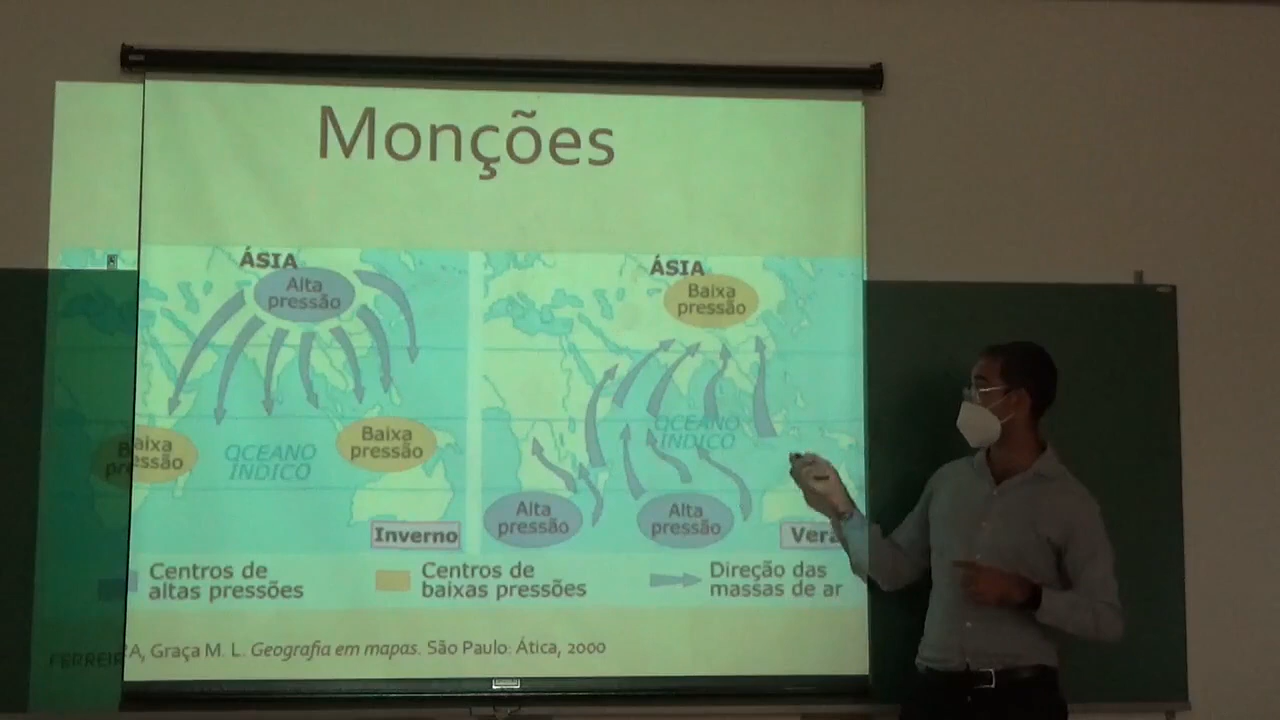 Monções
ÁSIA
Alta
pressão
Baixa
pressão
OCEANO
ÍNDICO
Baixa
pressão
Inverno
ÁSIA
Baixa
pressão
OCEANO
ÍNDICO
Alta
pressão
Alta
pressão
Verã
Centros de
altas pressões
Centros de
baixas pressões
Direção das
massas de ar
FERREIRA, Graça M. L. Geografia em mapas. São Paulo: Ática, 2000